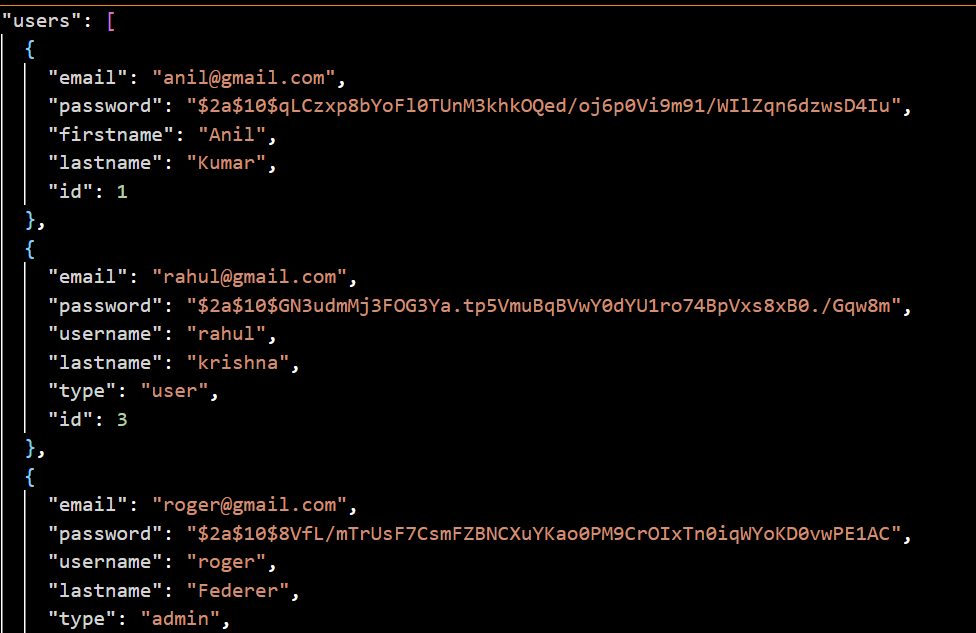 "users": [
{
"email": "anil@gmail.com",
"password": "$2a$10$qLCzxp8bYoFl0TUnM3khkOQed/oj6p0Vi9m91/WIlZqn6dzwsD4Iu",
"firstname": "Anil",
"lastname": "Kumar",
"id": 1
},
{
"email": "rahul@gmail.com",
"password": "$2a$10$GN3udmMj3FOG3Ya.tp5VmuBqBVwY0dYU1ro74BpVxs8xB0./Gqw8m",
"username": "rahul",
"lastname": "krishna",
"type": "user",
"id": 3
},
{
"email": "roger@gmail.com",
"password": "$2a$10$8VfL/mTrUsF7CsmFZBNCXuYKao0PM9CrOIxTn0iqWYoKD0vwPE1AC",
"username": "roger",
"lastname": "Federer",
"type": "admin",